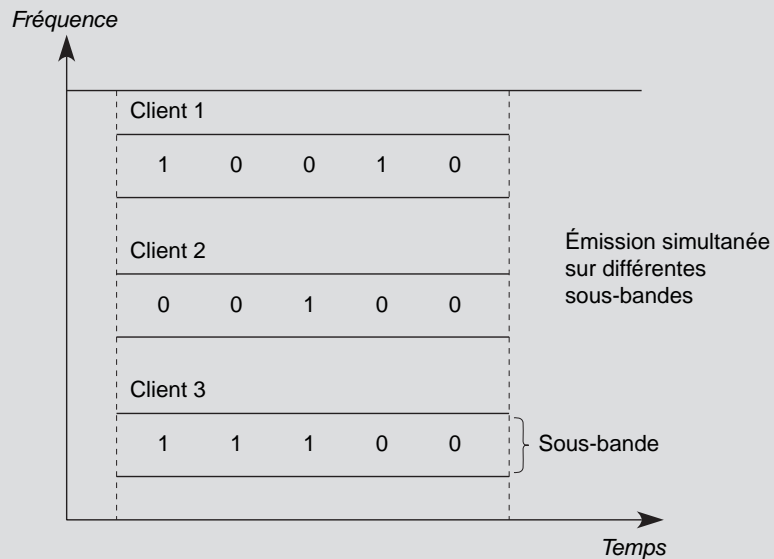 Fréquence
Client 1
1 0 0 1 0
Client 2
0 0 1 0 0
Émission simultanée
sur différentes
sous-bandes
Client 3
1 1 1 0 0
Sous-bande
Temps